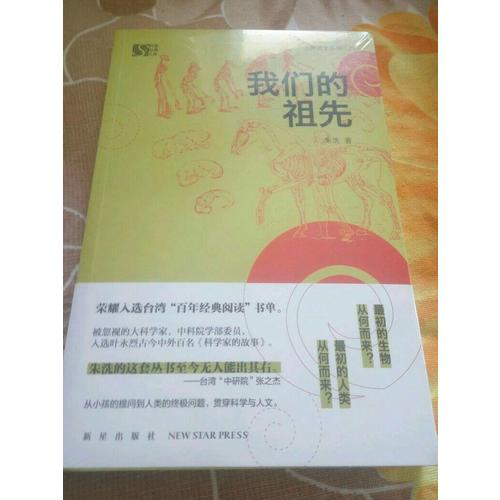 我们的
祖先
朱洗 著
荣耀入选台湾“百年经典阅读”书单。
被忽视的大科学家，中科院学部委员，
入选叶永烈古今中外百名《科学家的故事》。
朱洗的这套丛书至今无人能出其右。
——台湾“中研院”张之杰
从小孩的提问到人类的终极问题，贯穿科学与人文。
最初的生物
从何而来？
最初的人类
从何而来？
新星出版社 NEW STAR PRESS